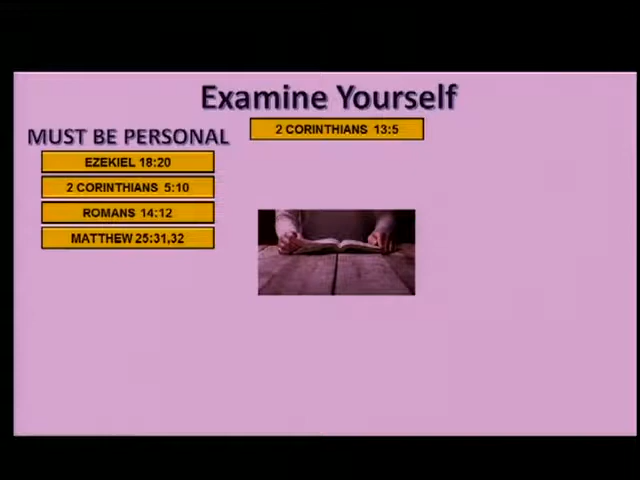 Examine Yourself
2 CORINTHIANS 13:5
MUST BE PERSONAL
EZEKIEL 18:20
2 CORINTHIANS 5:10
ROMANS 14:12
MATTHEW 25:31,32